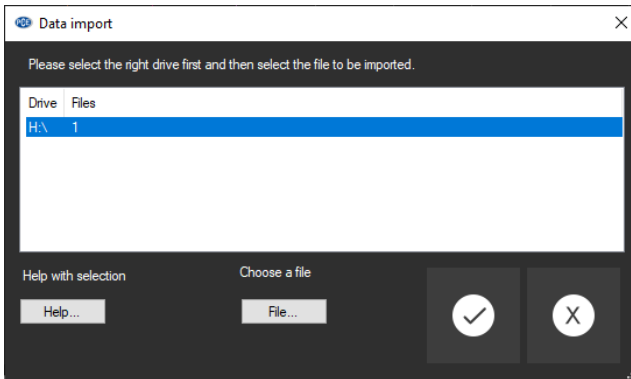 PCE Data import
Please select the right drive first and then select the file to be imported.
Drive Files
H:\ 1
Help with selection
Choose a file
Help...
File...
X